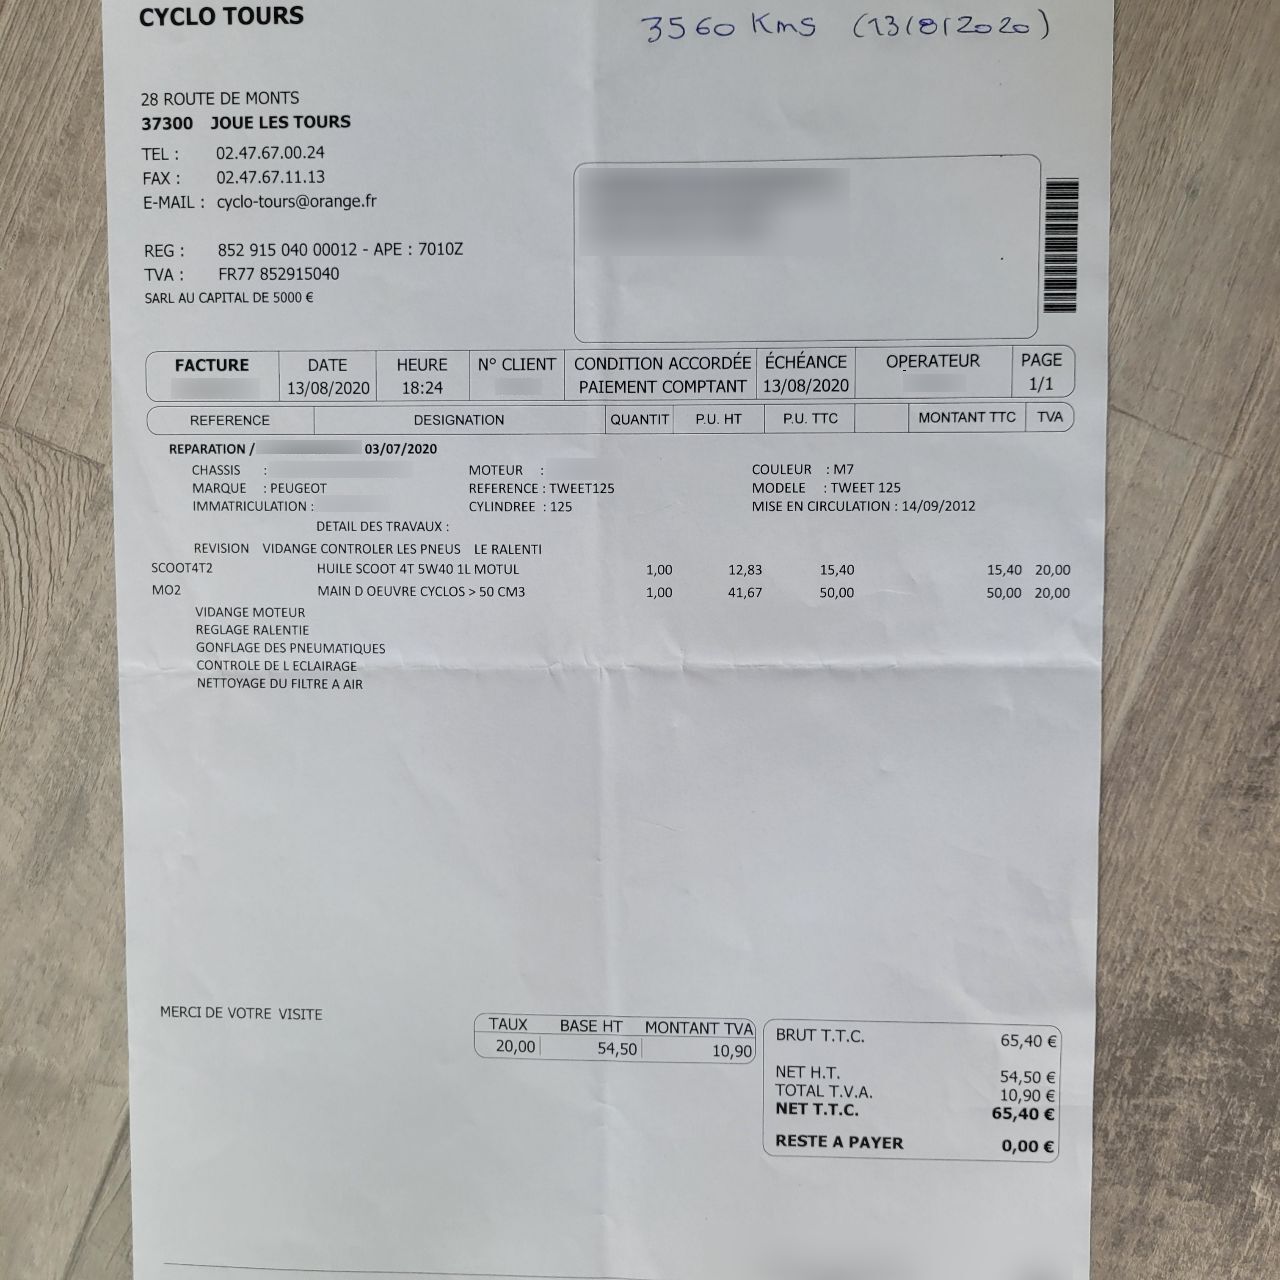 CYCLO TOURS
3560 Kms (13/8/2020)
28 ROUTE DE MONTS
37300 JOUE LES TOURS
TEL : 02.47.67.00.24
FAX : 02.47.67.11.13
E-MAIL : cyclo-tours@orange.fr
REG : 852 915 040 00012 - APE : 7010Z
TVA : FR77 852915040
SARL AU CAPITAL DE 5000 €
FACTURE DATE HEURE N° CLIENT CONDITION ACCORDÉE ÉCHÉANCE OPERATEUR PAGE
13/08/2020 18:24 PAIEMENT COMPTANT 13/08/2020 1/1
REFERENCE DESIGNATION QUANTIT P.U. HT P.U. TTC MONTANT TTC TVA
REPARATION / 03/07/2020
CHASSIS : MOTEUR : COULEUR : M7
MARQUE : PEUGEOT REFERENCE : TWEET125 MODELE : TWEET 125
IMMATRICULATION : CYLINDREE : 125 MISE EN CIRCULATION : 14/09/2012
DETAIL DES TRAVAUX :
REVISION VIDANGE CONTROLER LES PNEUS LE RALENTI
SCOOT4T2 HUILE SCOOT 4T 5W40 1L MOTUL 1,00 12,83 15,40 15,40 20,00
MO2 MAIN D OEUVRE CYCLOS > 50 CM3 1,00 41,67 50,00 50,00 20,00
VIDANGE MOTEUR
REGLAGE RALENTIE
GONFLAGE DES PNEUMATIQUES
CONTROLE DE L ECLAIRAGE
NETTOYAGE DU FILTRE A AIR
MERCI DE VOTRE VISITE
TAUX BASE HT MONTANT TVA
20,00 54,50 10,90
BRUT T.T.C. 65,40 €
NET H.T. 54,50 €
TOTAL T.V.A. 10,90 €
NET T.T.C. 65,40 €
RESTE A PAYER 0,00 €